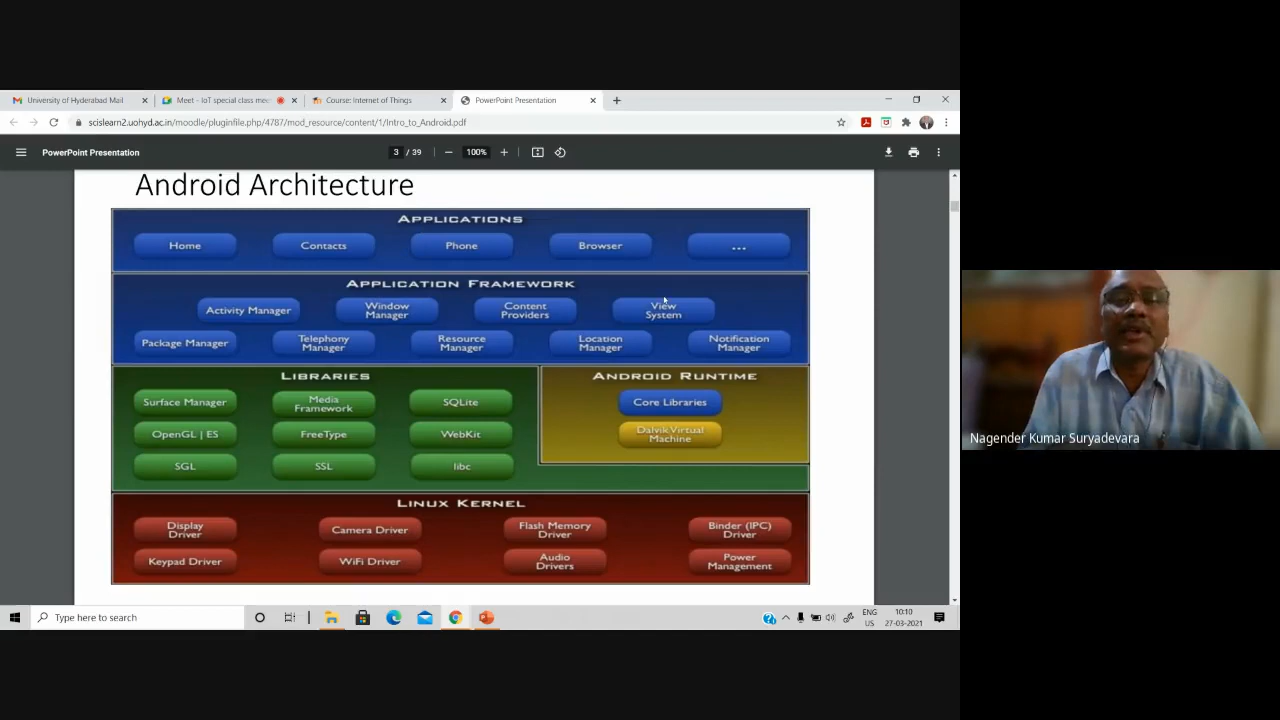 University of Hyderabad Mail
Meet - IoT special class mee
Course: Internet of Things
PowerPoint Presentation
scislearn2.uohyd.ac.in/moodle/pluginfile.php/4787/mod_resource/content/1/Intro_to_Android.pdf
PowerPoint Presentation
3 / 39
100%
Android Architecture
APPLICATIONS
Home
Contacts
Phone
Browser
...
APPLICATION FRAMEWORK
Activity Manager
Window
Manager
Content
Providers
View
System
Package Manager
Telephony
Manager
Resource
Manager
Location
Manager
Notification
Manager
LIBRARIES
Surface Manager
Media
Framework
SQLite
OpenGL | ES
FreeType
WebKit
SGL
SSL
libc
ANDROID RUNTIME
Core Libraries
Dalvik Virtual
Machine
LINUX KERNEL
Display
Driver
Camera Driver
Flash Memory
Driver
Binder (IPC)
Driver
Keypad Driver
WiFi Driver
Audio
Drivers
Power
Management
Nagender Kumar Suryadevara
Type here to search
ENG
US
10:10
27-03-2021